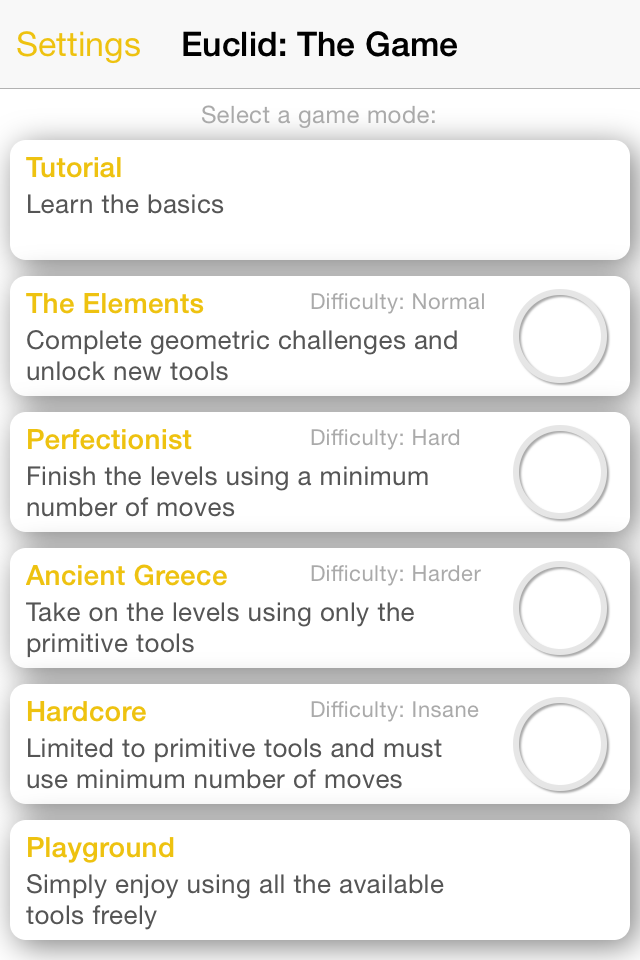 Settings
Euclid: The Game
Select a game mode:
Tutorial
Learn the basics
The Elements
Difficulty: Normal
Complete geometric challenges and
unlock new tools
Perfectionist
Difficulty: Hard
Finish the levels using a minimum
number of moves
Ancient Greece
Difficulty: Harder
Take on the levels using only the
primitive tools
Hardcore
Difficulty: Insane
Limited to primitive tools and must
use minimum number of moves
Playground
Simply enjoy using all the available
tools freely